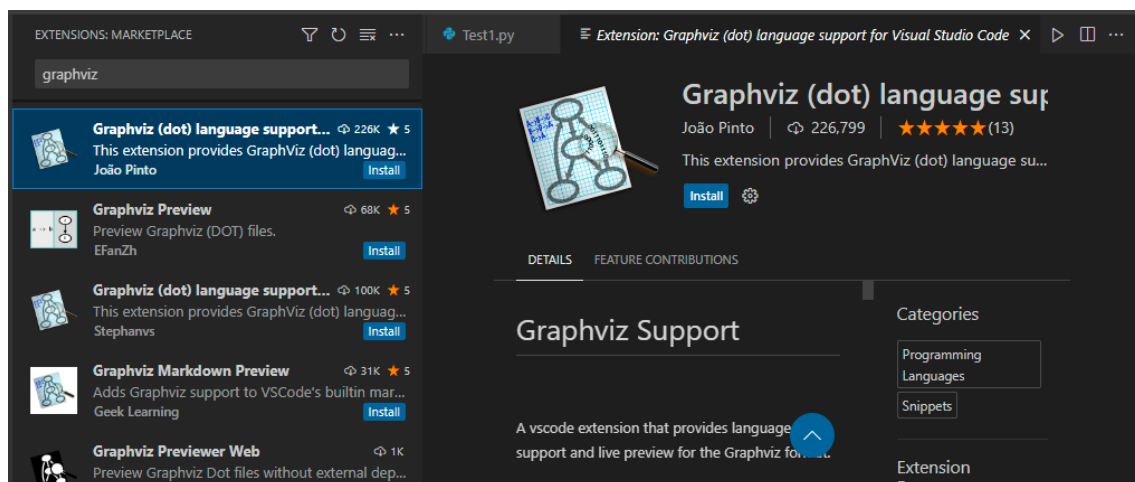 EXTENSIONS: MARKETPLACE
graphviz
Graphviz (dot) language support... 226K ★ 5
This extension provides GraphViz (dot) languag...
João Pinto Install
Graphviz Preview 68K ★ 5
Preview Graphviz (DOT) files.
EFanZh Install
Graphviz (dot) language support... 100K ★ 5
This extension provides GraphViz (dot) languag...
Stephanvs Install
Graphviz Markdown Preview 31K ★ 5
Adds Graphviz support to VSCode's builtin mar...
Geek Learning Install
Graphviz Previewer Web 1K
Preview Graphviz Dot files without external dep...
Test1.py
Extension: Graphviz (dot) language support for Visual Studio Code
Graphviz (dot) language sup
João Pinto | 226,799 | ★★★★★(13)
This extension provides GraphViz (dot) language su...
Install
DETAILS FEATURE CONTRIBUTIONS
Graphviz Support
A vscode extension that provides language
support and live preview for the Graphviz
Categories
Programming
Languages
Snippets
Extension